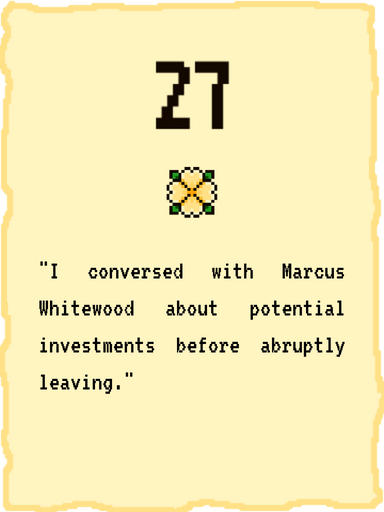 27
"I conversed with Marcus
Whitewood about potential
investments before abruptly
leaving."